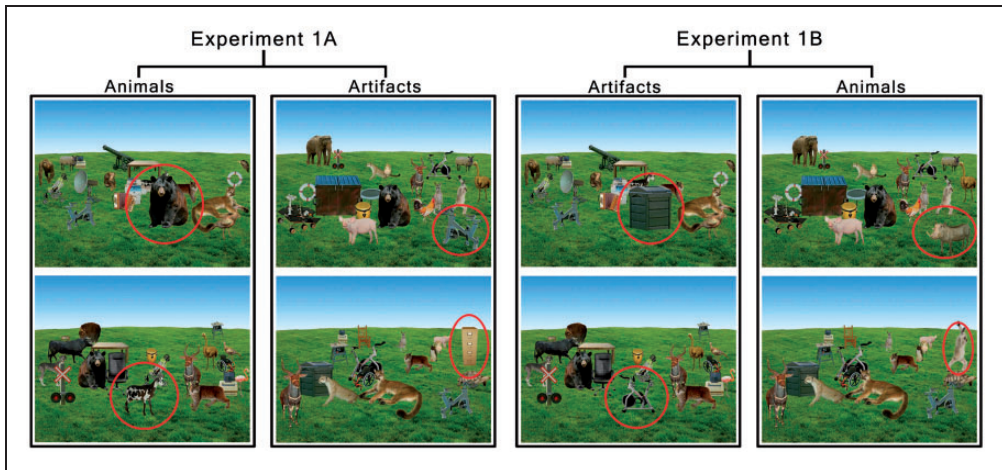 Experiment 1A
Experiment 1B
Animals
Artifacts
Artifacts
Animals